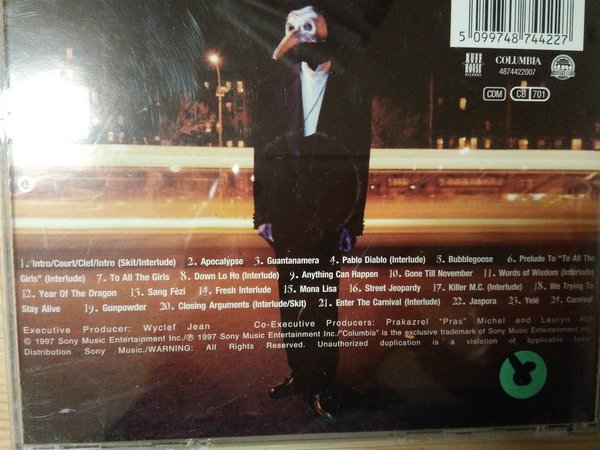 5 099748 744227
RUFF
HOUSE
RECORDS
COLUMBIA
4874422007
CDM
CB 701
1. Intro/Court/Clef/Intro (Skit/Interlude) 2. Apocalypse 3. Guantanamera 4. Pablo Diablo (Interlude) 5. Bubblegoose 6. Prelude To "To All The
Girls" (Interlude) 7. To All The Girls 8. Down Lo Ho (Interlude) 9. Anything Can Happen 10. Gone Till November 11. Words of Wisdom (Interlude)
12. Year Of The Dragon 13. Sang Fézi 14. Fresh Interlude 15. Mona Lisa 16. Street Jeopardy 17. Killer M.C. (Interlude) 18. We Trying To
Stay Alive 19. Gunpowder 20. Closing Arguments (Interlude/Skit) 21. Enter The Carnival (Interlude) 22. Jaspora 23. Yelé 24. Carnival
Executive Producer: Wyclef Jean Co-Executive Producers: Prakazrel "Pras" Michel and Lauryn Hill
© 1997 Sony Music Entertainment Inc./℗ 1997 Sony Music Entertainment Inc./"Columbia" is the exclusive trademark of Sony Music Entertainment Inc./
Distribution Sony Music./WARNING: All Rights Reserved. Unauthorized duplication is a violation of applicable laws.